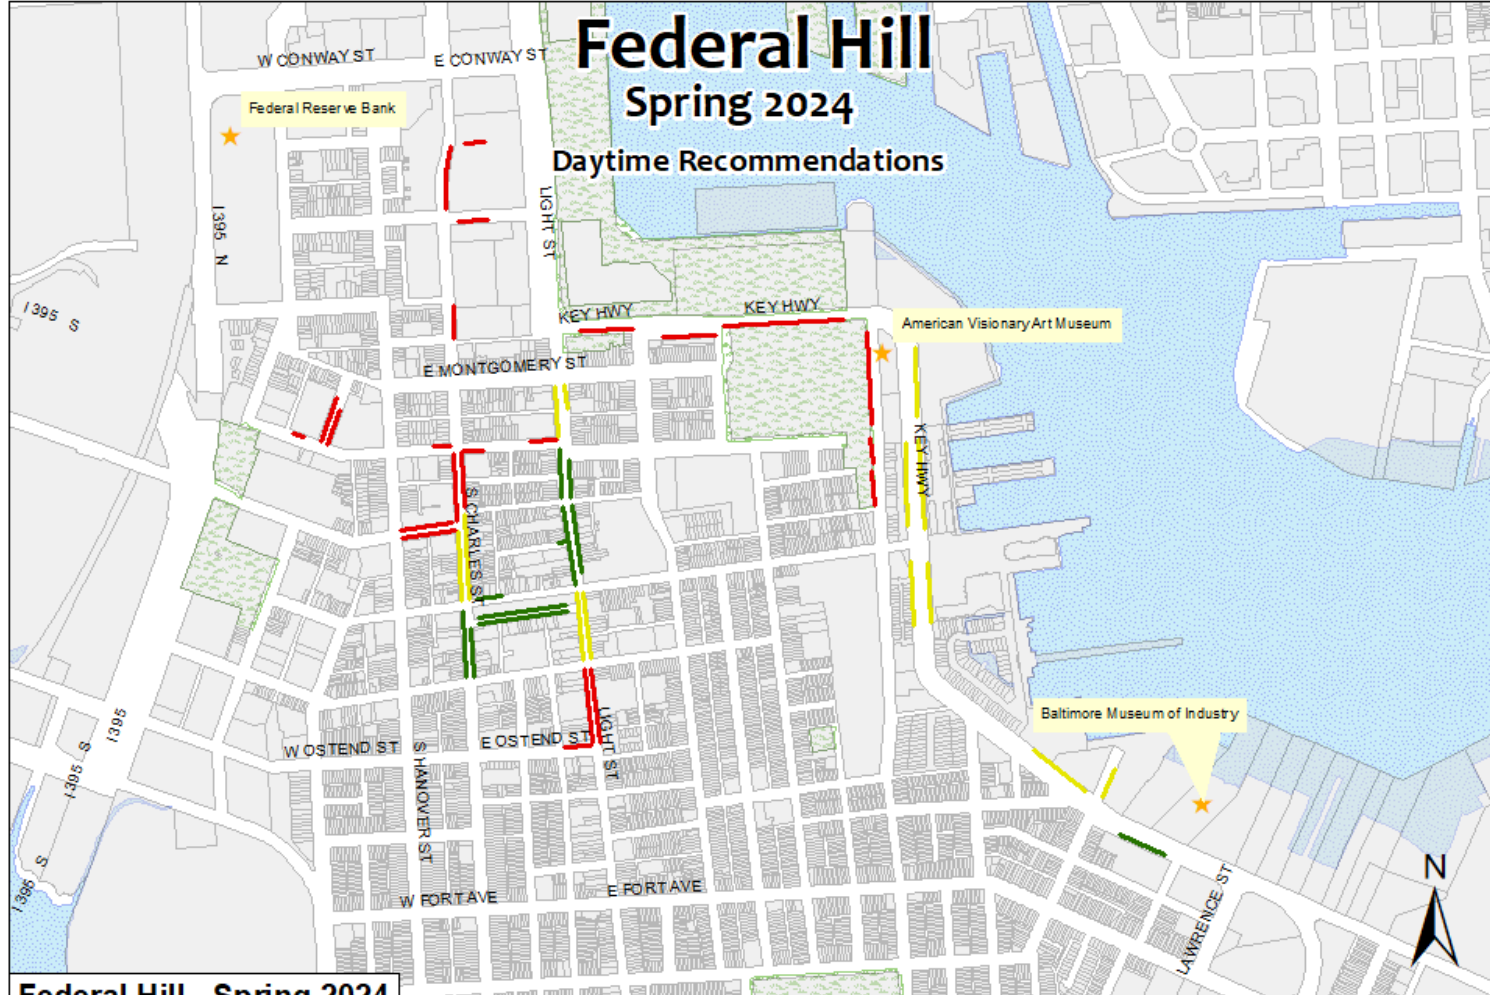 Federal Hill
Spring 2024
Daytime Recommendations
W CONWAY ST
E CONWAY ST
Federal Reserve Bank
LIGHT ST
I 395 N
I 395 S
KEY HWY
KEY HWY
American Visionary Art Museum
E MONTGOMERY ST
KEY HWY
S CHARLES ST
Baltimore Museum of Industry
I 395
I 395 S
W OSTEND ST
E OSTEND ST
LIGHT ST
S HANOVER ST
I 395 S
W FORT AVE
E FORT AVE
LAWRENCE ST
N
Federal Hill - Spring 2024